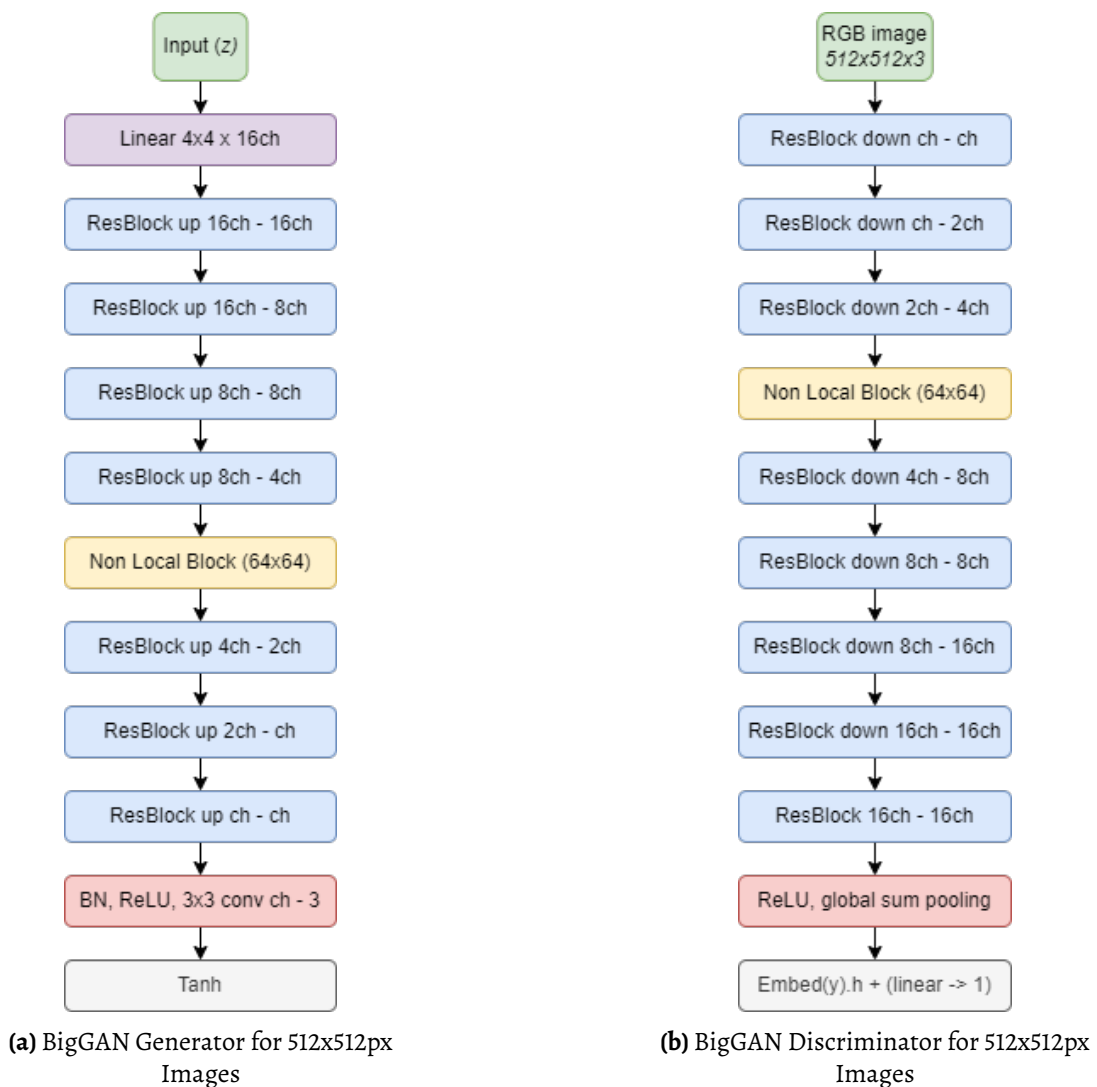 Input (z)
Linear 4x4 x 16ch
ResBlock up 16ch - 16ch
ResBlock up 16ch - 8ch
ResBlock up 8ch - 8ch
ResBlock up 8ch - 4ch
Non Local Block (64x64)
ResBlock up 4ch - 2ch
ResBlock up 2ch - ch
ResBlock up ch - ch
BN, ReLU, 3x3 conv ch - 3
Tanh
(a) BigGAN Generator for 512x512px
Images
RGB image
512x512x3
ResBlock down ch - ch
ResBlock down ch - 2ch
ResBlock down 2ch - 4ch
Non Local Block (64x64)
ResBlock down 4ch - 8ch
ResBlock down 8ch - 8ch
ResBlock down 8ch - 16ch
ResBlock down 16ch - 16ch
ResBlock 16ch - 16ch
ReLU, global sum pooling
Embed(y).h + (linear -> 1)
(b) BigGAN Discriminator for 512x512px
Images